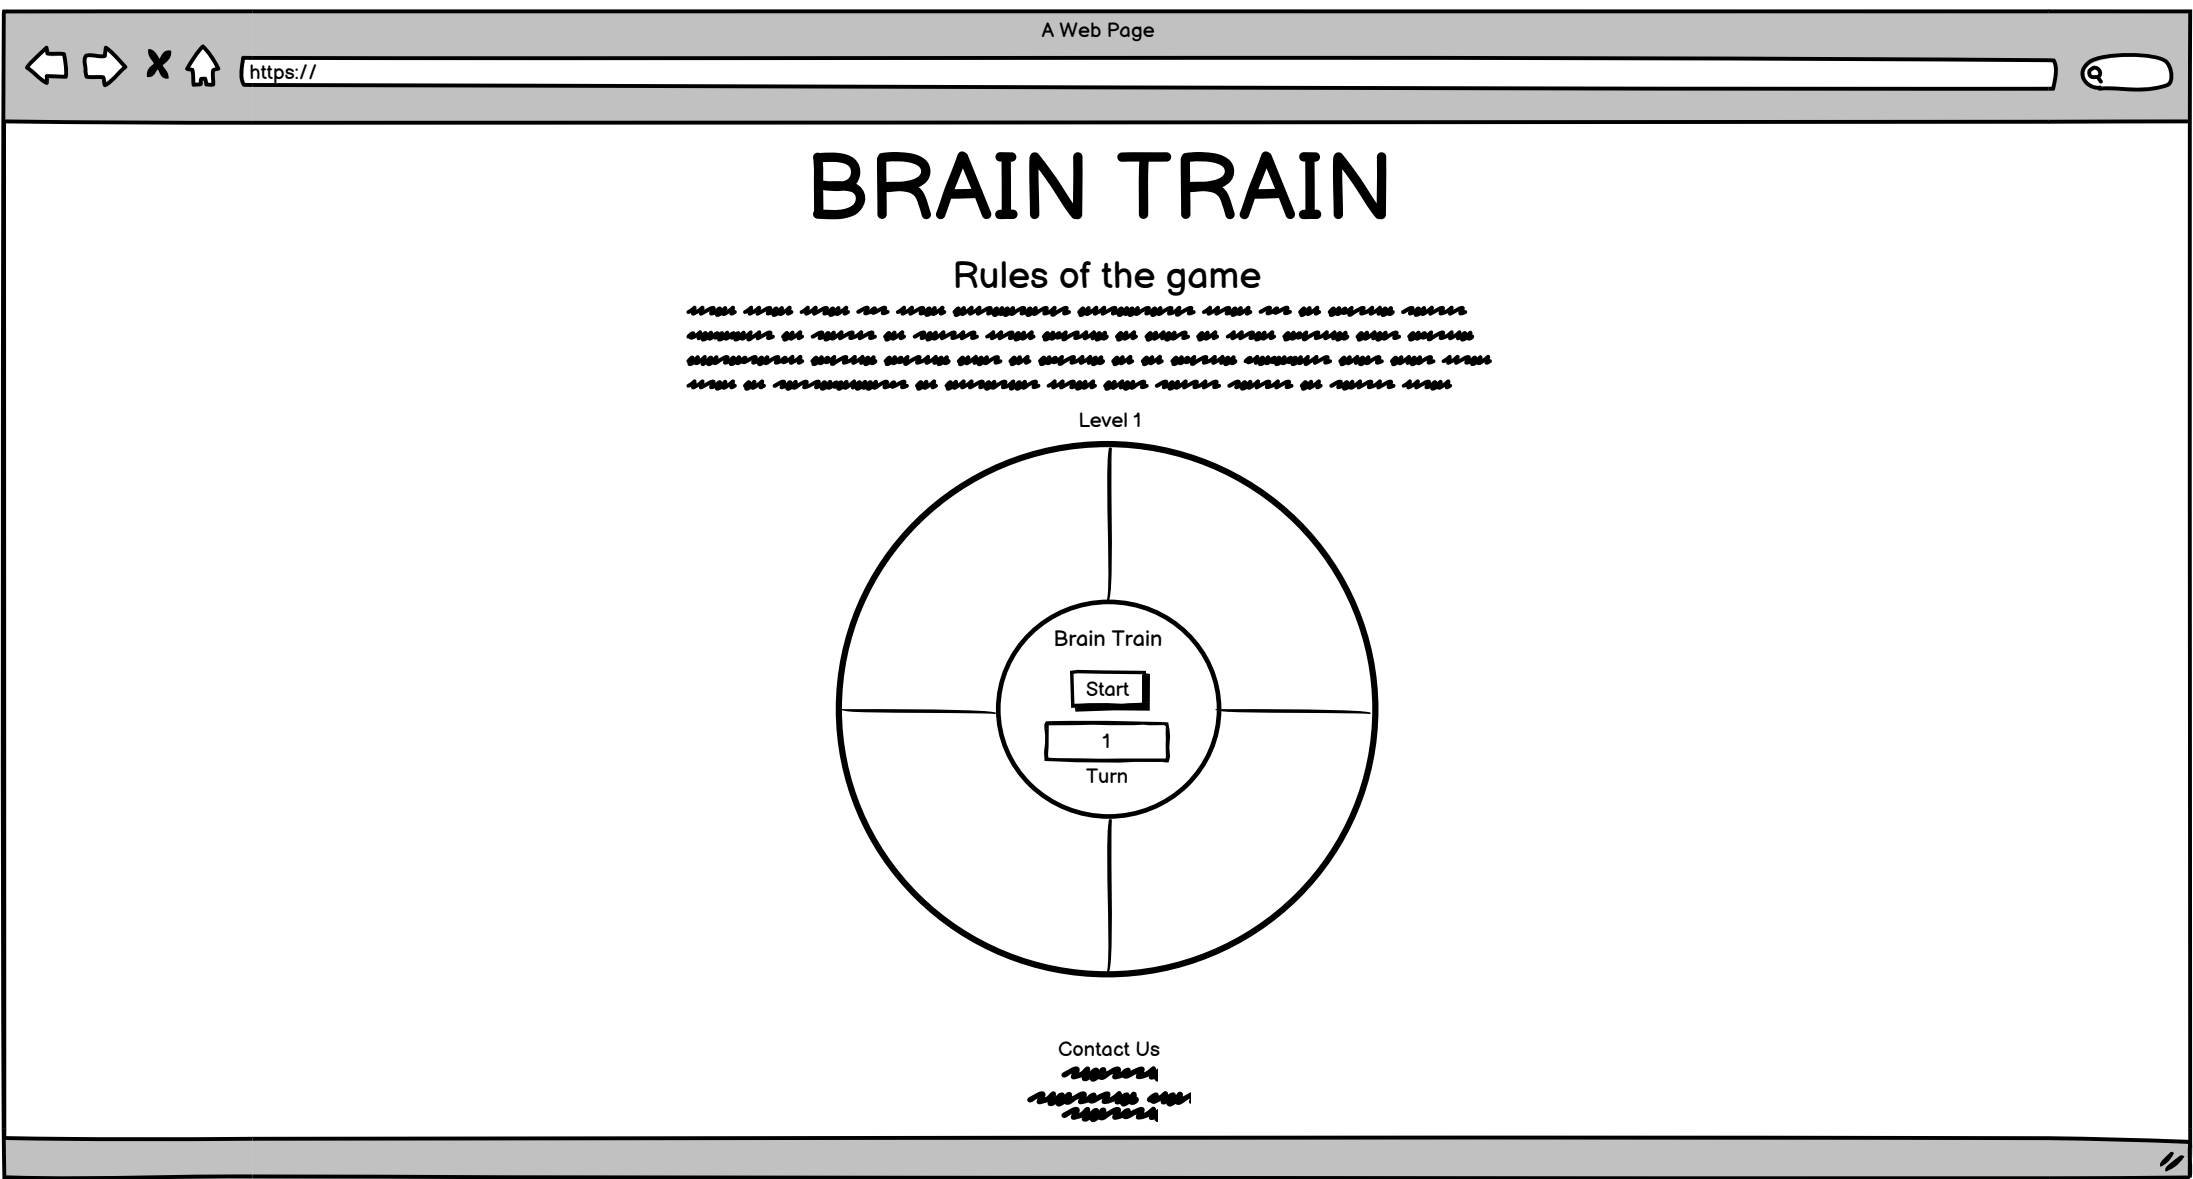 A Web Page
https://
BRAIN TRAIN
Rules of the game
Level 1
Brain Train
Start
1
Turn
Contact Us